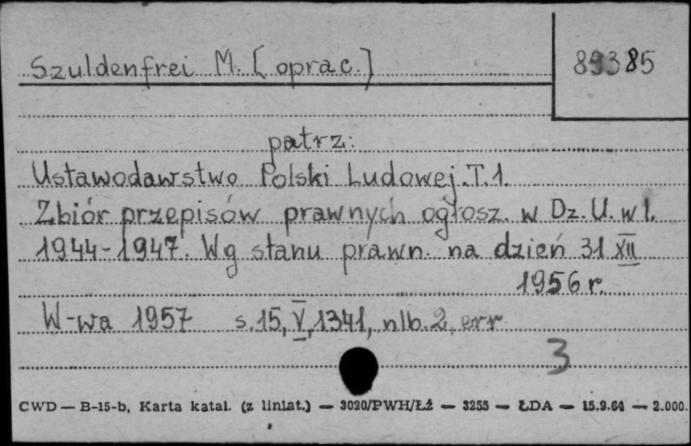 Szuldenfrei M. [oprac.]
89385
patrz:
Ustawodawstwo Polski Ludowej. T.1.
Zbiór przepisów prawnych ogłosz. w Dz. U. w l.
1944-1947. Wg stanu prawn. na dzień 31 XII
1956 r.
W-wa 1957 s. 15, V, 1341, nlb. 2, err
3
CWD — B-15-b, Karta katal. (z liniat.) — 3020/PWH/ŁŻ — 3255 — ŁDA — 15.9.64 — 2.000.